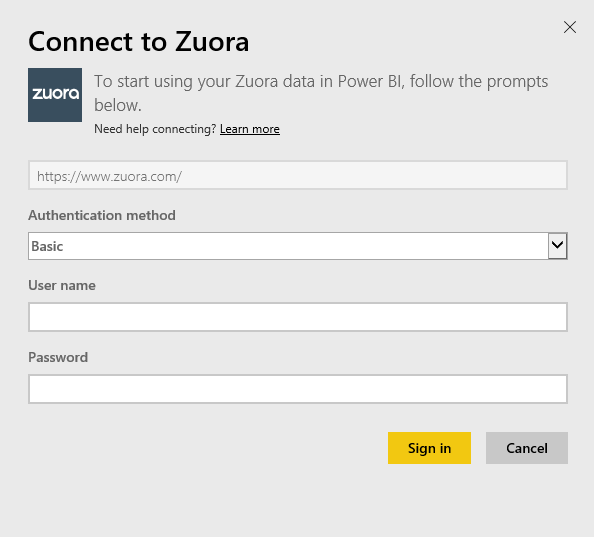 Connect to Zuora
zuora
To start using your Zuora data in Power BI, follow the prompts
below.
Need help connecting? Learn more
https://www.zuora.com/
Authentication method
Basic
User name
Password
Sign in
Cancel